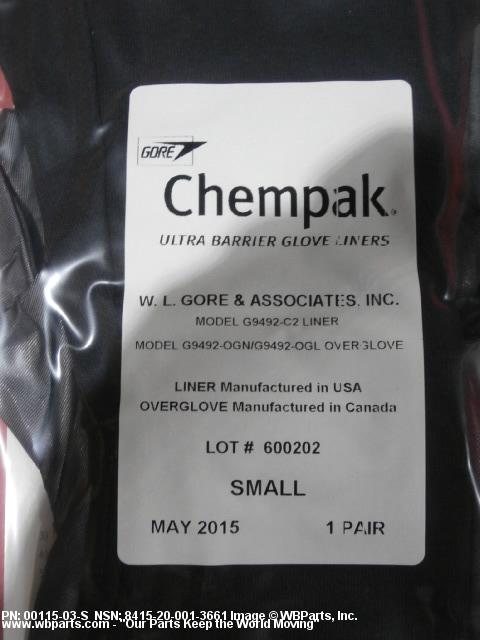 GORE
Chempak®
ULTRA BARRIER GLOVE LINERS
W. L. GORE & ASSOCIATES, INC.
MODEL G9492-C2 LINER
MODEL G9492-OGN/G9492-OGL OVERGLOVE
LINER Manufactured in USA
OVERGLOVE Manufactured in Canada
LOT # 600202
SMALL
MAY 2015 1 PAIR
PN: 00115-03-S NSN: 8415-20-001-3661 Image © WBParts, Inc.
www.wbparts.com - "Our Parts Keep the World Moving"